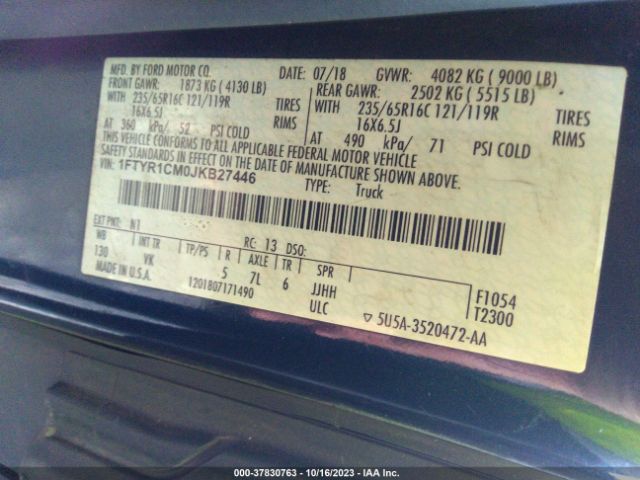 MFD. BY FORD MOTOR CO. DATE: 07/18 GVWR: 4082 KG ( 9000 LB)
FRONT GAWR: 1873 KG ( 4130 LB) REAR GAWR: 2502 KG ( 5515 LB)
WITH 235/65R16C 121/119R TIRES WITH 235/65R16C 121/119R TIRES
16X6.5J RIMS 16X6.5J RIMS
AT 360 kPa/ 52 PSI COLD AT 490 kPa/ 71 PSI COLD
THIS VEHICLE CONFORMS TO ALL APPLICABLE FEDERAL MOTOR VEHICLE
SAFETY STANDARDS IN EFFECT ON THE DATE OF MANUFACTURE SHOWN ABOVE.
VIN: 1FTYR1CM0JKB27446
TYPE: Truck
EXT PNT: N1 RC: 13 DSO:
WB INT TR TP/PS R AXLE TR SPR
130 VK 5 7L 6 JJHH F1054
MADE IN U.S.A. 1201807171490 ULC T2300
▽ 5U5A-3520472-AA
000-37830763 - 10/16/2023 - IAA Inc.